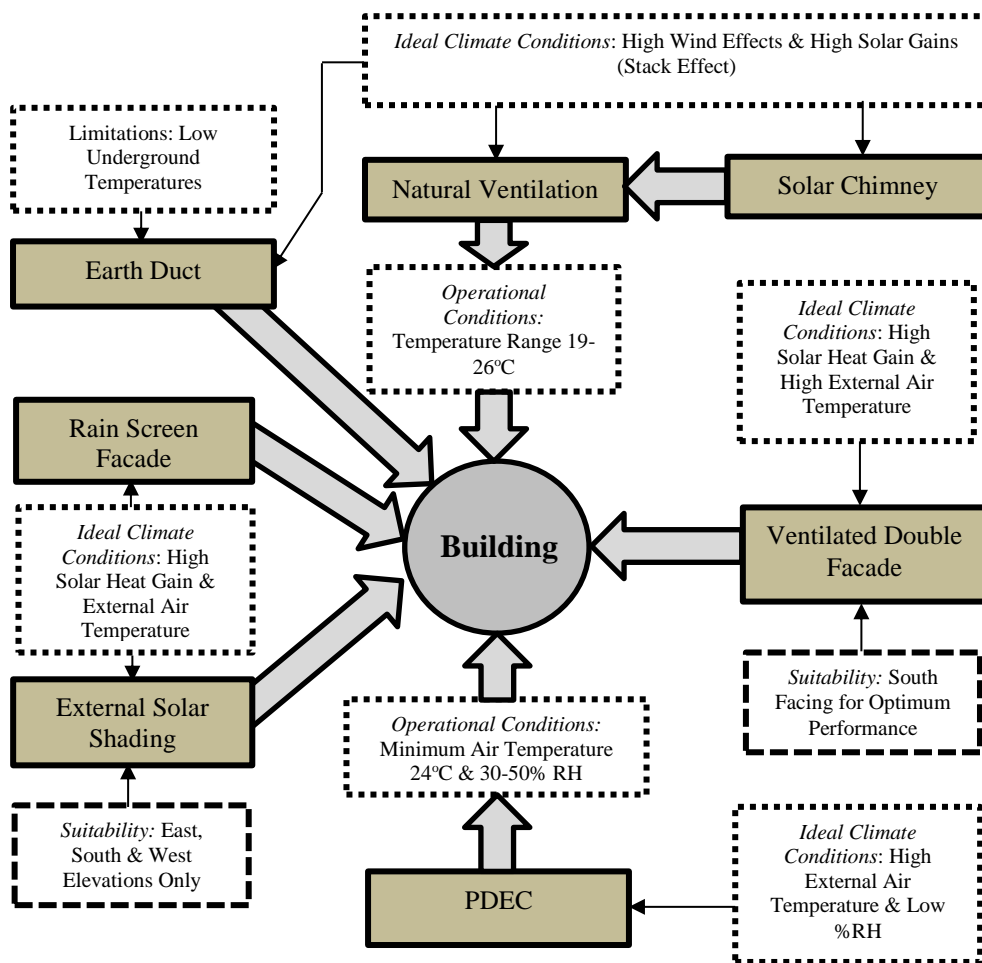 Ideal Climate Conditions: High Wind Effects & High Solar Gains
(Stack Effect)
Limitations: Low
Underground
Temperatures
Natural Ventilation
Solar Chimney
Earth Duct
Operational
Conditions:
Temperature Range 19-
26ºC
Ideal Climate
Conditions: High
Solar Heat Gain &
High External Air
Temperature
Rain Screen
Facade
Building
Ventilated Double
Facade
Ideal Climate
Conditions: High
Solar Heat Gain &
External Air
Temperature
External Solar
Shading
Suitability: South
Facing for Optimum
Performance
Operational Conditions:
Minimum Air Temperature
24ºC & 30-50% RH
Suitability: East,
South & West
Elevations Only
PDEC
Ideal Climate
Conditions: High
External Air
Temperature & Low
%RH